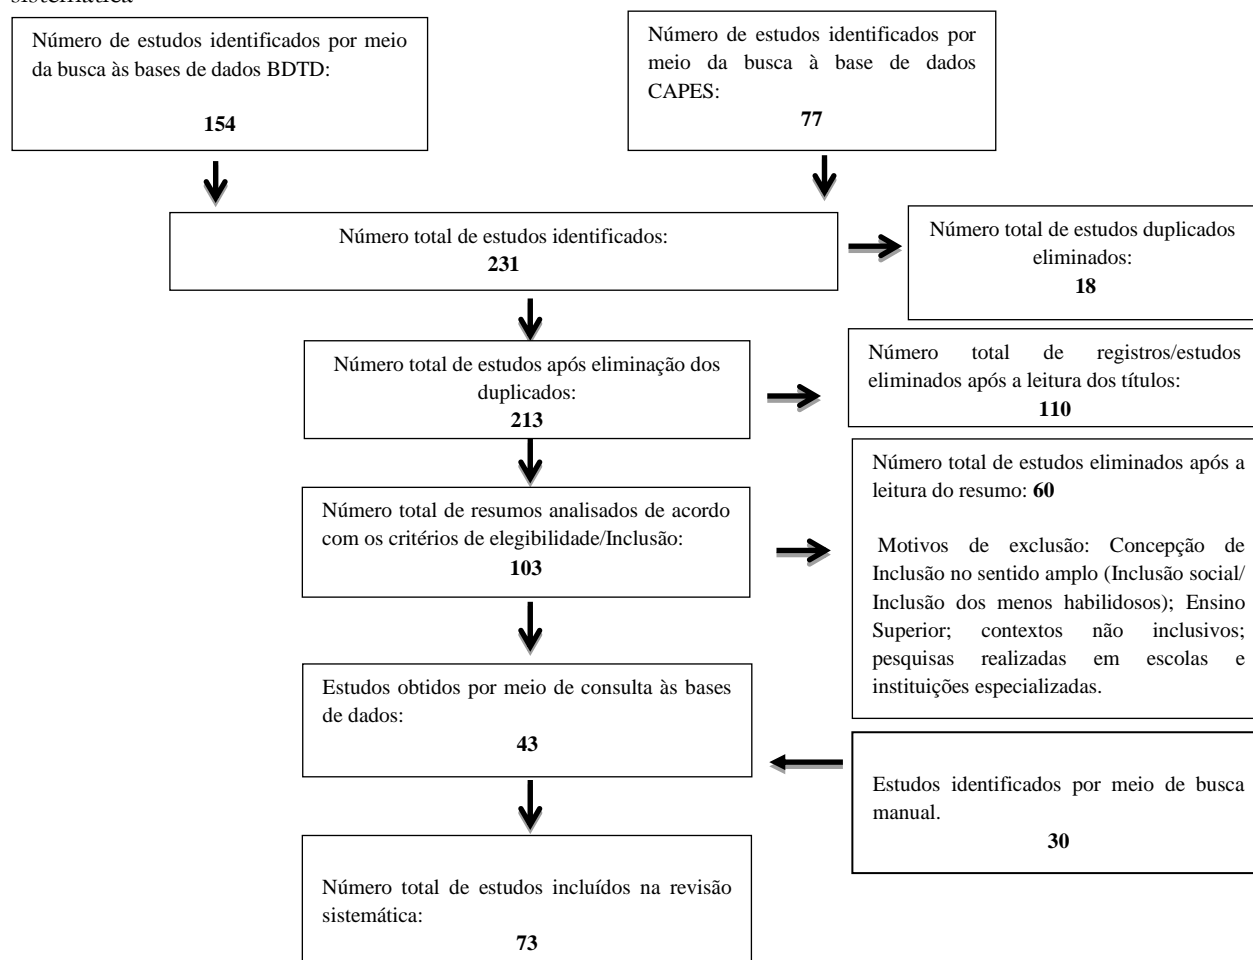 sistemática
Número de estudos identificados por meio
da busca às bases de dados BDTD:
154
Número de estudos identificados por
meio da busca à base de dados
CAPES:
77
Número total de estudos identificados:
231
Número total de estudos duplicados
eliminados:
18
Número total de estudos após eliminação dos
duplicados:
213
Número total de registros/estudos
eliminados após a leitura dos títulos:
110
Número total de resumos analisados de acordo
com os critérios de elegibilidade/Inclusão:
103
Número total de estudos eliminados após a
leitura do resumo: 60
Motivos de exclusão: Concepção de
Inclusão no sentido amplo (Inclusão social/
Inclusão dos menos habilidosos); Ensino
Superior; contextos não inclusivos;
pesquisas realizadas em escolas e
instituições especializadas.
Estudos obtidos por meio de consulta às bases
de dados:
43
Estudos identificados por meio de busca
manual.
30
Número total de estudos incluídos na revisão
sistemática:
73